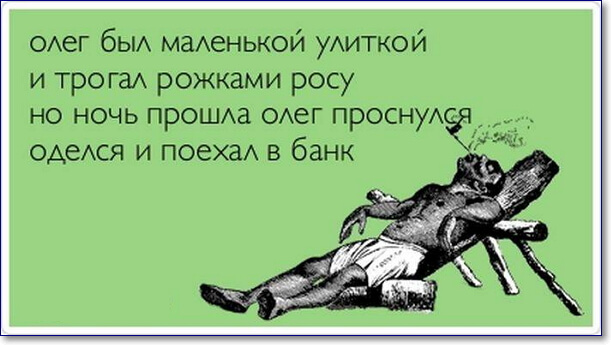 олег был маленькой улиткой
и трогал рожками росу
но ночь прошла олег проснулся
оделся и поехал в банк